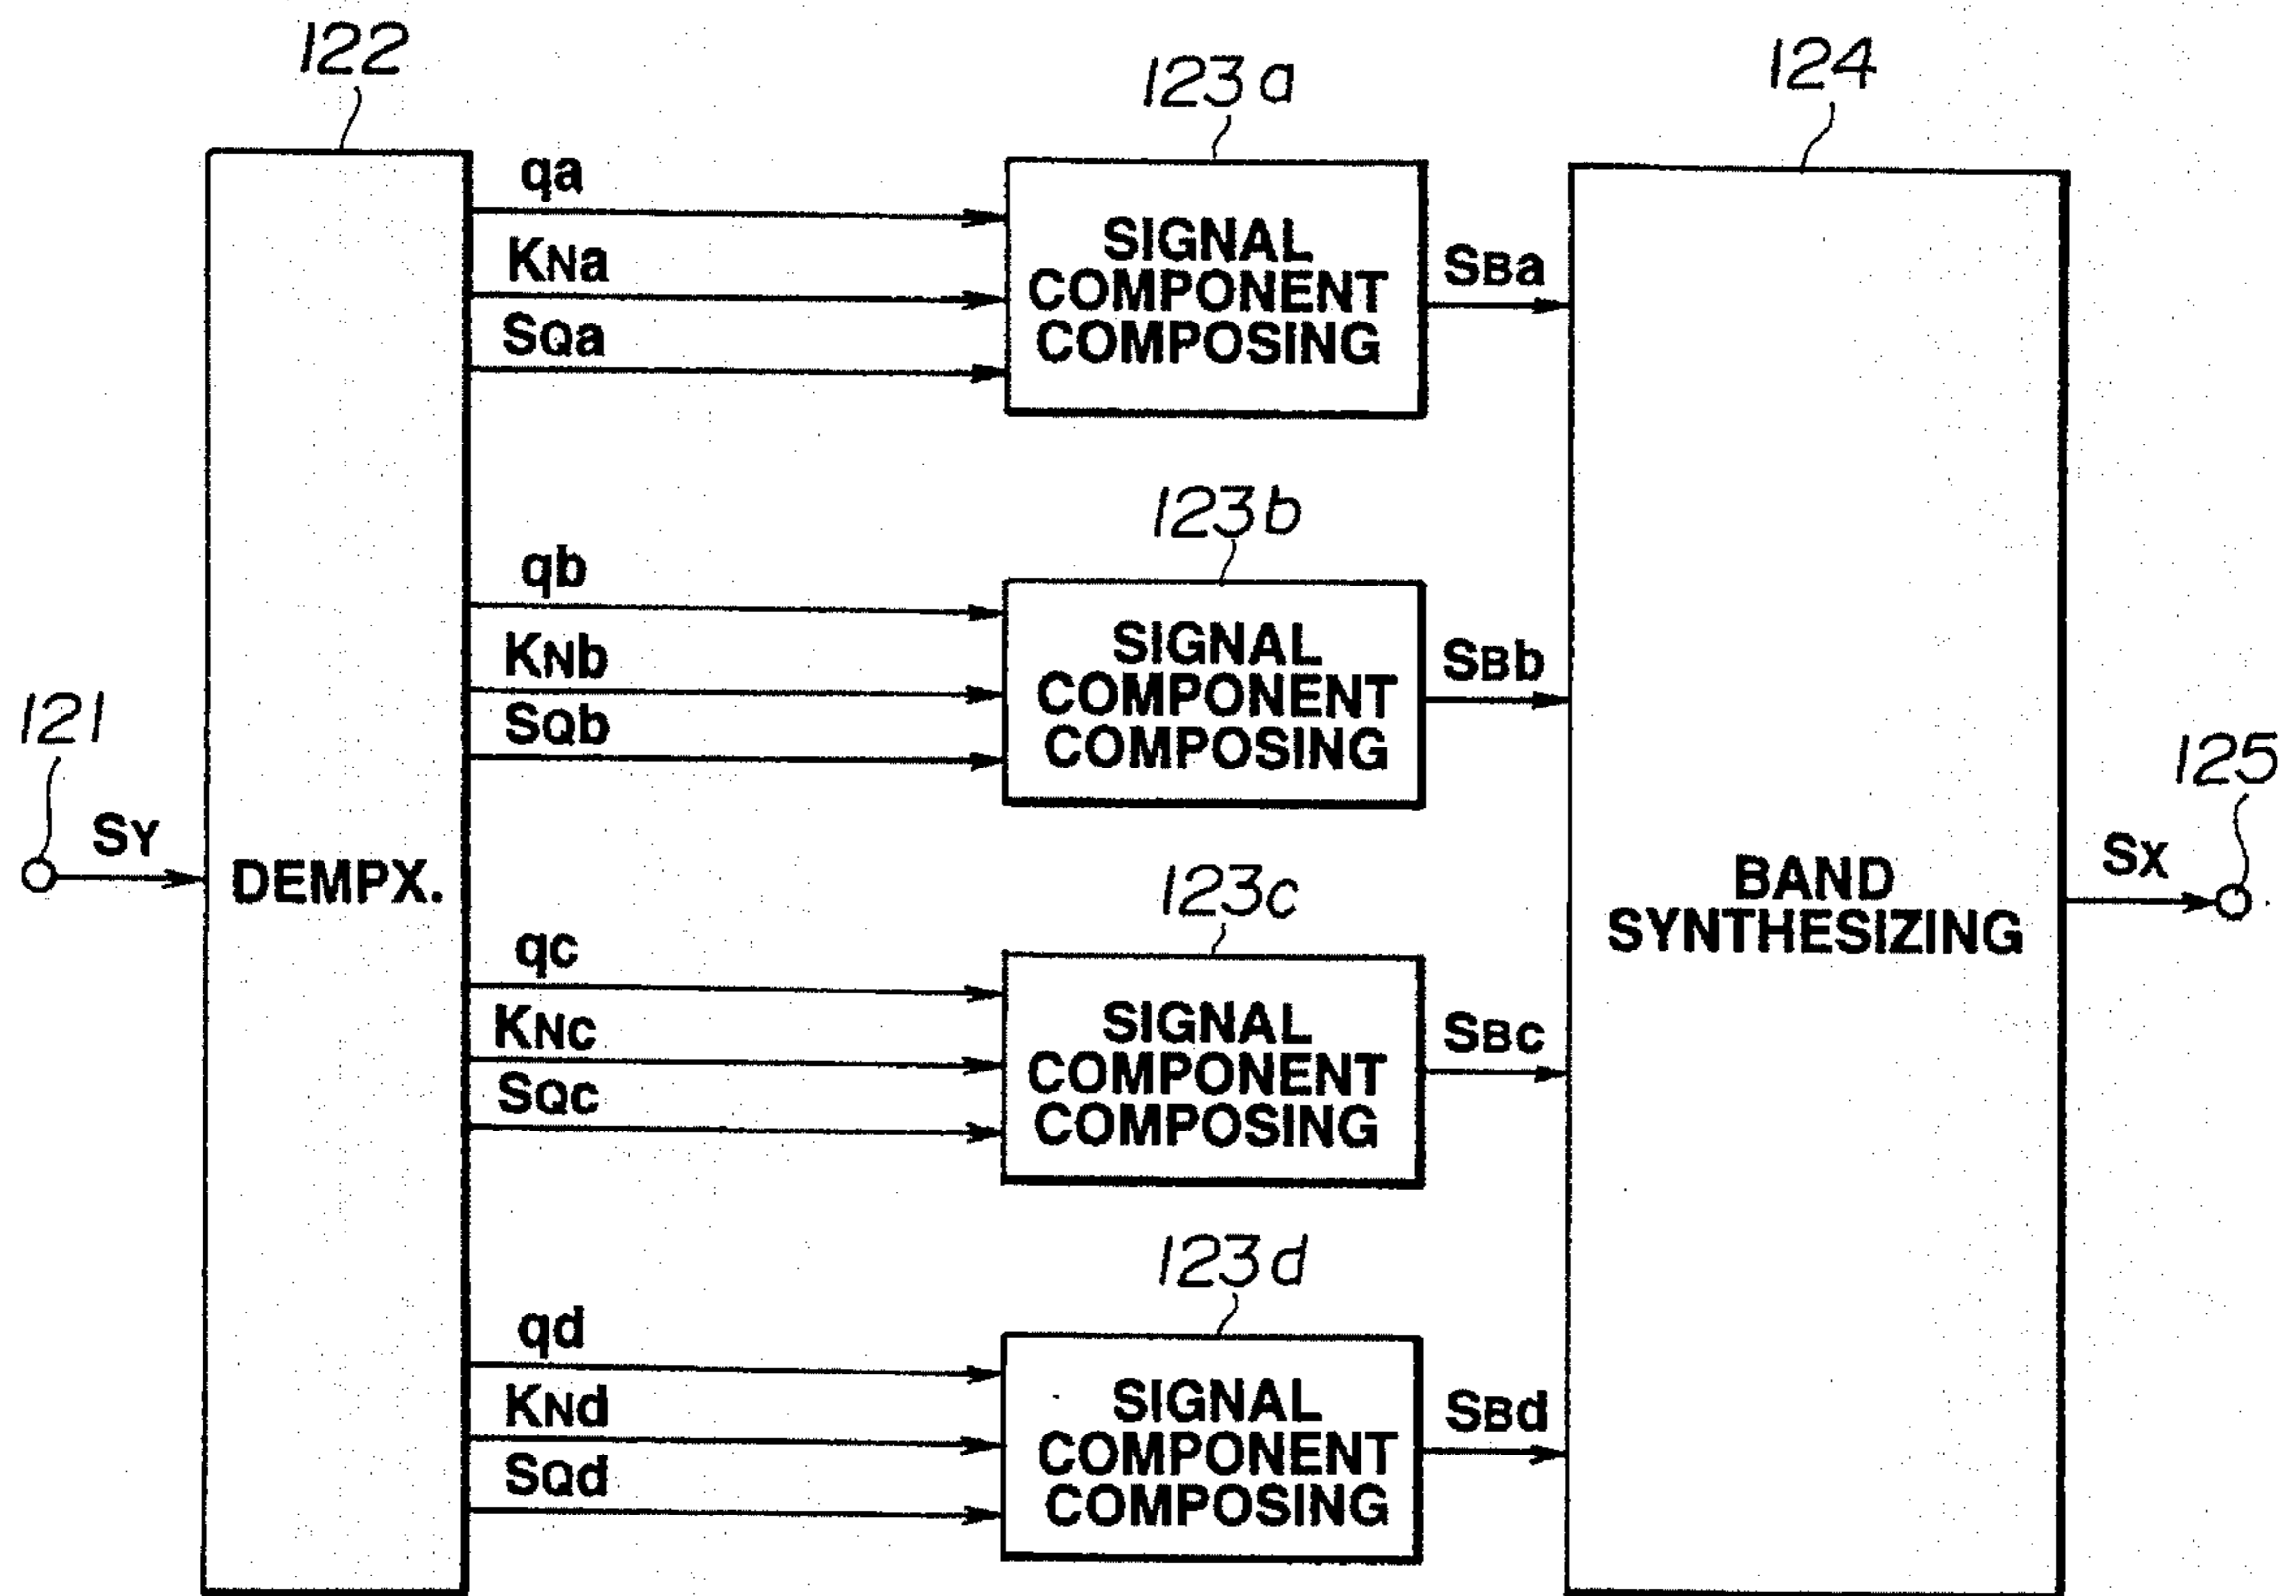 122
123a
124
qa
KNa
SQa
SIGNAL
COMPONENT
COMPOSING
SBa
123b
qb
KNb
SQb
SIGNAL
COMPONENT
COMPOSING
SBb
121
SY
DEMPX.
125
SX
BAND
SYNTHESIZING
123c
qc
KNc
SQc
SIGNAL
COMPONENT
COMPOSING
SBc
123d
qd
KNd
SQd
SIGNAL
COMPONENT
COMPOSING
SBd